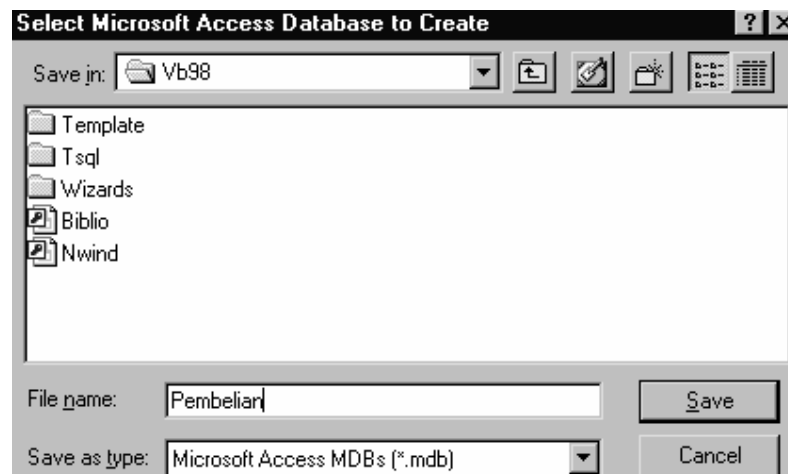 Select Microsoft Access Database to Create
Save in: Vb98
Template
Tsql
Wizards
Biblio
Nwind
File name: Pembelian Save
Save as type: Microsoft Access MDBs (*.mdb) Cancel